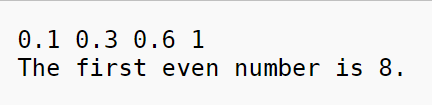 0.1 0.3 0.6 1
The first even number is 8.